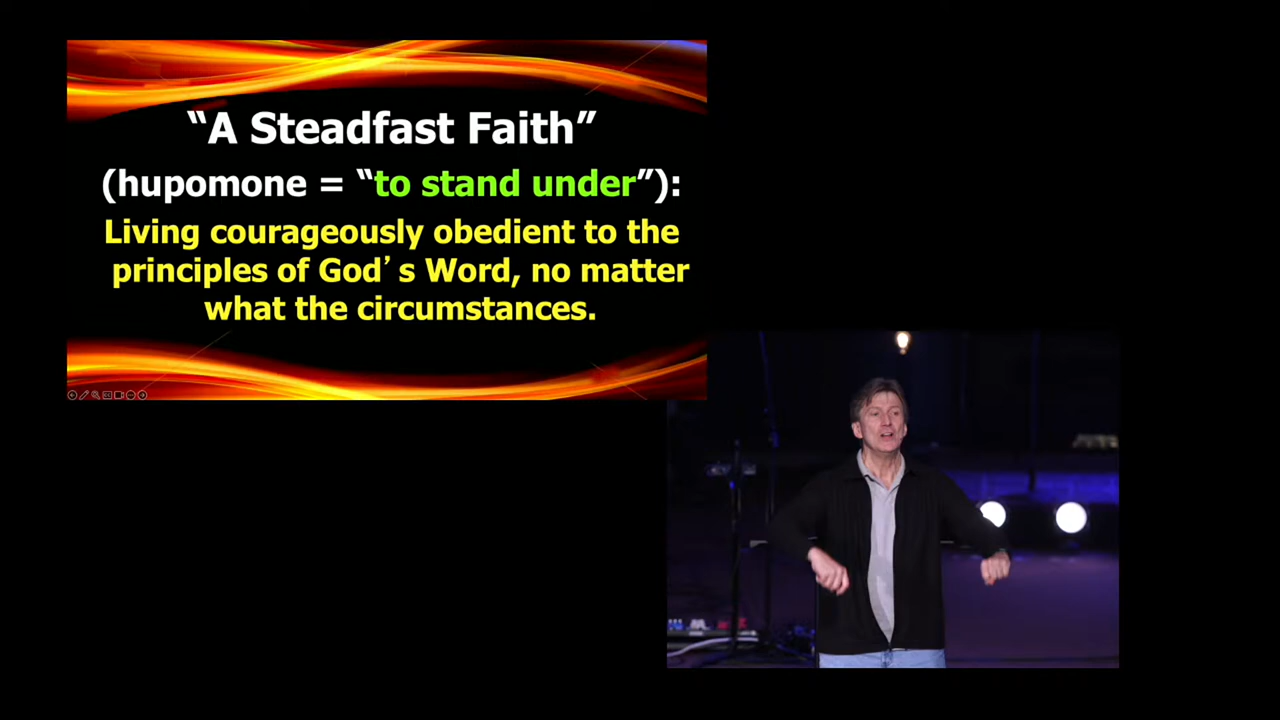 “A Steadfast Faith”
(hupomone = “to stand under”):
Living courageously obedient to the
principles of God’s Word, no matter
what the circumstances.